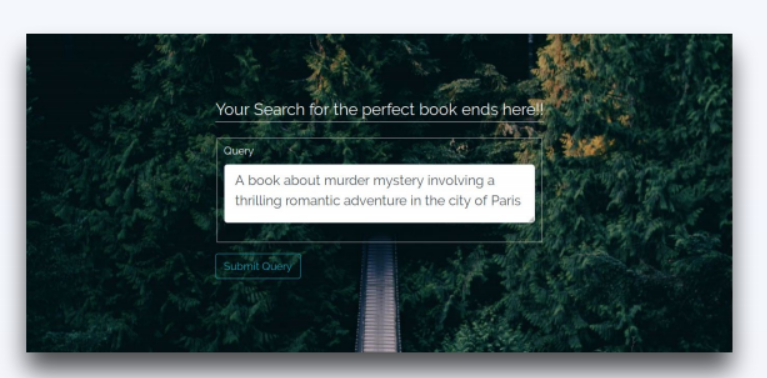 Your Search for the perfect book ends here!!
Query
A book about murder mystery involving a
thrilling romantic adventure in the city of Paris
Submit Query